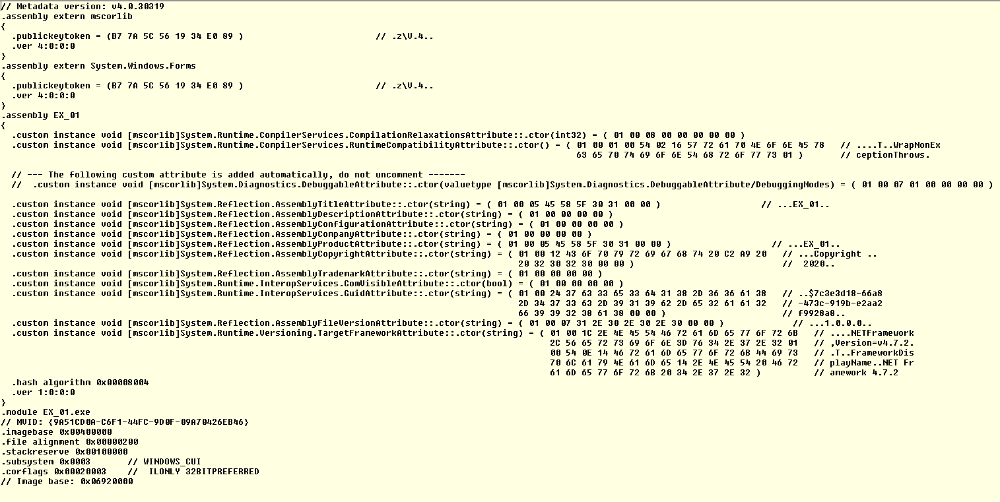 // Metadata version: v4.0.30319
.assembly extern mscorlib
{
  .publickeytoken = (B7 7A 5C 56 19 34 E0 89 )                         // .z\V.4..
  .ver 4:0:0:0
}
.assembly extern System.Windows.Forms
{
  .publickeytoken = (B7 7A 5C 56 19 34 E0 89 )                         // .z\V.4..
  .ver 4:0:0:0
}
.assembly EX_01
{
  .custom instance void [mscorlib]System.Runtime.CompilerServices.CompilationRelaxationsAttribute::.ctor(int32) = ( 01 00 08 00 00 00 00 00 )
  .custom instance void [mscorlib]System.Runtime.CompilerServices.RuntimeCompatibilityAttribute::.ctor() = ( 01 00 01 00 54 02 16 57 72 61 70 4E 6F 6E 45 78   // ....T..WrapNonEx
                                                                                                             63 65 70 74 69 6F 6E 54 68 72 6F 77 73 01 )       // ceptionThrows.
  // --- The following custom attribute is added automatically, do not uncomment -------
  //  .custom instance void [mscorlib]System.Diagnostics.DebuggableAttribute::.ctor(valuetype [mscorlib]System.Diagnostics.DebuggableAttribute/DebuggingModes) = ( 01 00 07 01 00 00 00 00 )
  .custom instance void [mscorlib]System.Reflection.AssemblyTitleAttribute::.ctor(string) = ( 01 00 05 45 58 5F 30 31 00 00 )                   // ...EX_01..
  .custom instance void [mscorlib]System.Reflection.AssemblyDescriptionAttribute::.ctor(string) = ( 01 00 00 00 00 )
  .custom instance void [mscorlib]System.Reflection.AssemblyConfigurationAttribute::.ctor(string) = ( 01 00 00 00 00 )
  .custom instance void [mscorlib]System.Reflection.AssemblyCompanyAttribute::.ctor(string) = ( 01 00 00 00 00 )
  .custom instance void [mscorlib]System.Reflection.AssemblyProductAttribute::.ctor(string) = ( 01 00 05 45 58 5F 30 31 00 00 )                   // ...EX_01..
  .custom instance void [mscorlib]System.Reflection.AssemblyCopyrightAttribute::.ctor(string) = ( 01 00 12 43 6F 70 79 72 69 67 68 74 20 C2 A9 20   // ...Copyright ..
                                                                                                  20 32 30 32 30 00 00 )                            //  2020..
  .custom instance void [mscorlib]System.Reflection.AssemblyTrademarkAttribute::.ctor(string) = ( 01 00 00 00 00 )
  .custom instance void [mscorlib]System.Runtime.InteropServices.ComVisibleAttribute::.ctor(bool) = ( 01 00 00 00 00 )
  .custom instance void [mscorlib]System.Runtime.InteropServices.GuidAttribute::.ctor(string) = ( 01 00 24 37 63 33 65 33 64 31 38 2D 36 36 61 38   // ..$7c3e3d18-66a8
                                                                                                  2D 34 37 33 63 2D 39 31 39 62 2D 65 32 61 61 32   // -473c-919b-e2aa2
                                                                                                  66 39 39 32 38 61 38 00 00 )                      // f9928a8..
  .custom instance void [mscorlib]System.Reflection.AssemblyFileVersionAttribute::.ctor(string) = ( 01 00 07 31 2E 30 2E 30 2E 30 00 00 )             // ...1.0.0.0..
  .custom instance void [mscorlib]System.Runtime.Versioning.TargetFrameworkAttribute::.ctor(string) = ( 01 00 1C 2E 4E 45 54 46 72 61 6D 65 77 6F 72 6B   // ....NETFramework
                                                                                                        2C 56 65 72 73 69 6F 6E 3D 76 34 2E 37 2E 32 01   // ,Version=v4.7.2.
                                                                                                        00 54 0E 14 46 72 61 6D 65 77 6F 72 6B 44 69 73   // .T..FrameworkDis
                                                                                                        70 6C 61 79 4E 61 6D 65 14 2E 4E 45 54 20 46 72   // playName..NET Fr
                                                                                                        61 6D 65 77 6F 72 6B 20 34 2E 37 2E 32 )          // amework 4.7.2
  .hash algorithm 0x00008004
  .ver 1:0:0:0
}
.module EX_01.exe
// MVID: {9A51CD0A-C6F1-44FC-9D0F-09A70426EB46}
.imagebase 0x00400000
.file alignment 0x00000200
.stackreserve 0x00100000
.subsystem 0x0003       // WINDOWS_CUI
.corflags 0x00020003    //  ILONLY 32BITPREFERRED
// Image base: 0x06920000